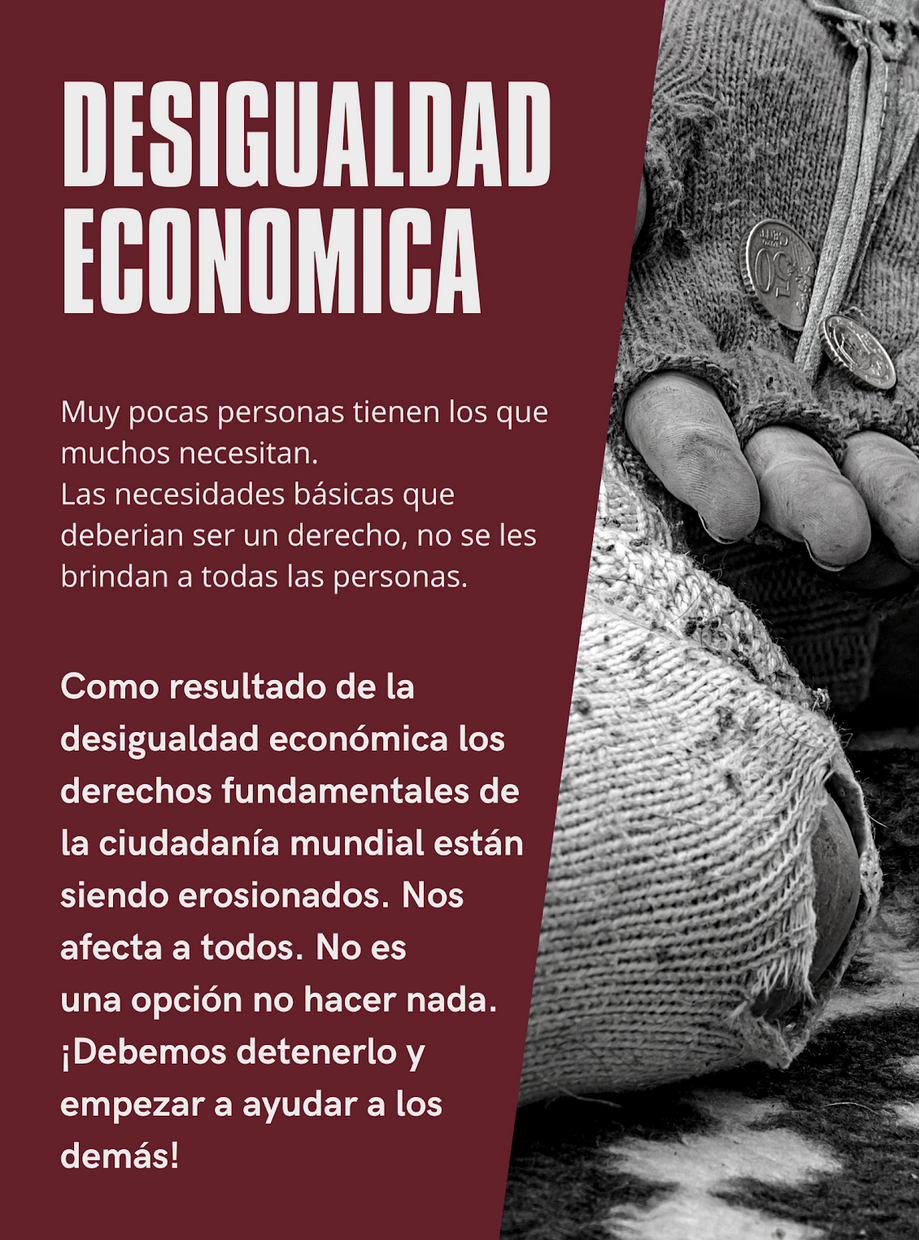 DESIGUALDAD
ECONOMICA
Muy pocas personas tienen los que
muchos necesitan.
Las necesidades básicas que
deberian ser un derecho, no se les
brindan a todas las personas.
Como resultado de la
desigualdad económica los
derechos fundamentales de
la ciudadanía mundial están
siendo erosionados. Nos
afecta a todos. No es
una opción no hacer nada.
¡Debemos detenerlo y
empezar a ayudar a los
demás!
50
CENT